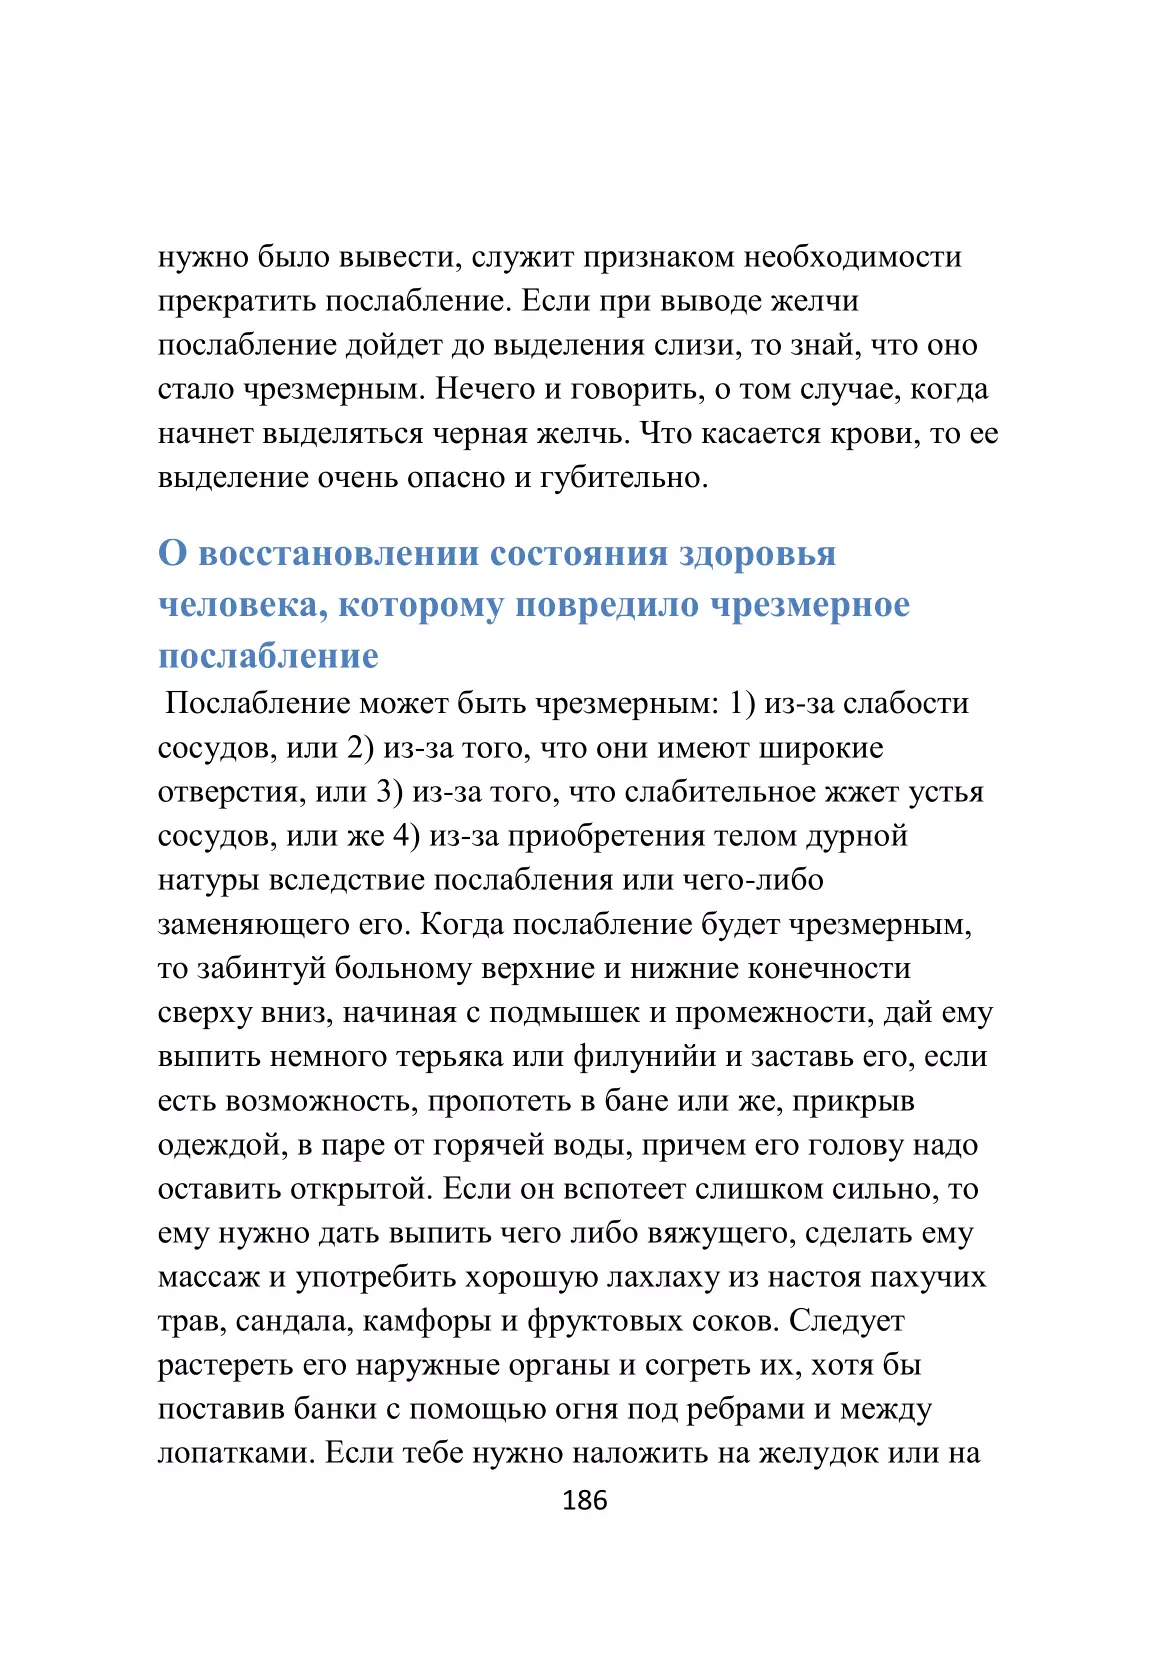 нужно было вывести, служит признаком необходимости
прекратить послабление. Если при выводе желчи
послабление дойдет до выделения слизи, то знай, что оно
стало чрезмерным. Нечего и говорить, о том случае, когда
начнет выделяться черная желчь. Что касается крови, то ее
выделение очень опасно и губительно.
О восстановлении состояния здоровья
человека, которому повредило чрезмерное
послабление
Послабление может быть чрезмерным: 1) из-за слабости
сосудов, или 2) из-за того, что они имеют широкие
отверстия, или 3) из-за того, что слабительное жжет устья
сосудов, или же 4) из-за приобретения телом дурной
натуры вследствие послабления или чего-либо
заменяющего его. Когда послабление будет чрезмерным,
то забинтуй больному верхние и нижние конечности
сверху вниз, начиная с подмышек и промежности, дай ему
выпить немного терьяка или филунийи и заставь его, если
есть возможность, пропотеть в бане или же, прикрыв
одеждой, в паре от горячей воды, причем его голову надо
оставить открытой. Если он вспотеет слишком сильно, то
ему нужно дать выпить чего либо вяжущего, сделать ему
массаж и употребить хорошую лахлаху из настоя пахучих
трав, сандала, камфоры и фруктовых соков. Следует
растереть его наружные органы и согреть их, хотя бы
поставив банки с помощью огня под ребрами и между
лопатками. Если тебе нужно наложить на желудок или на
186